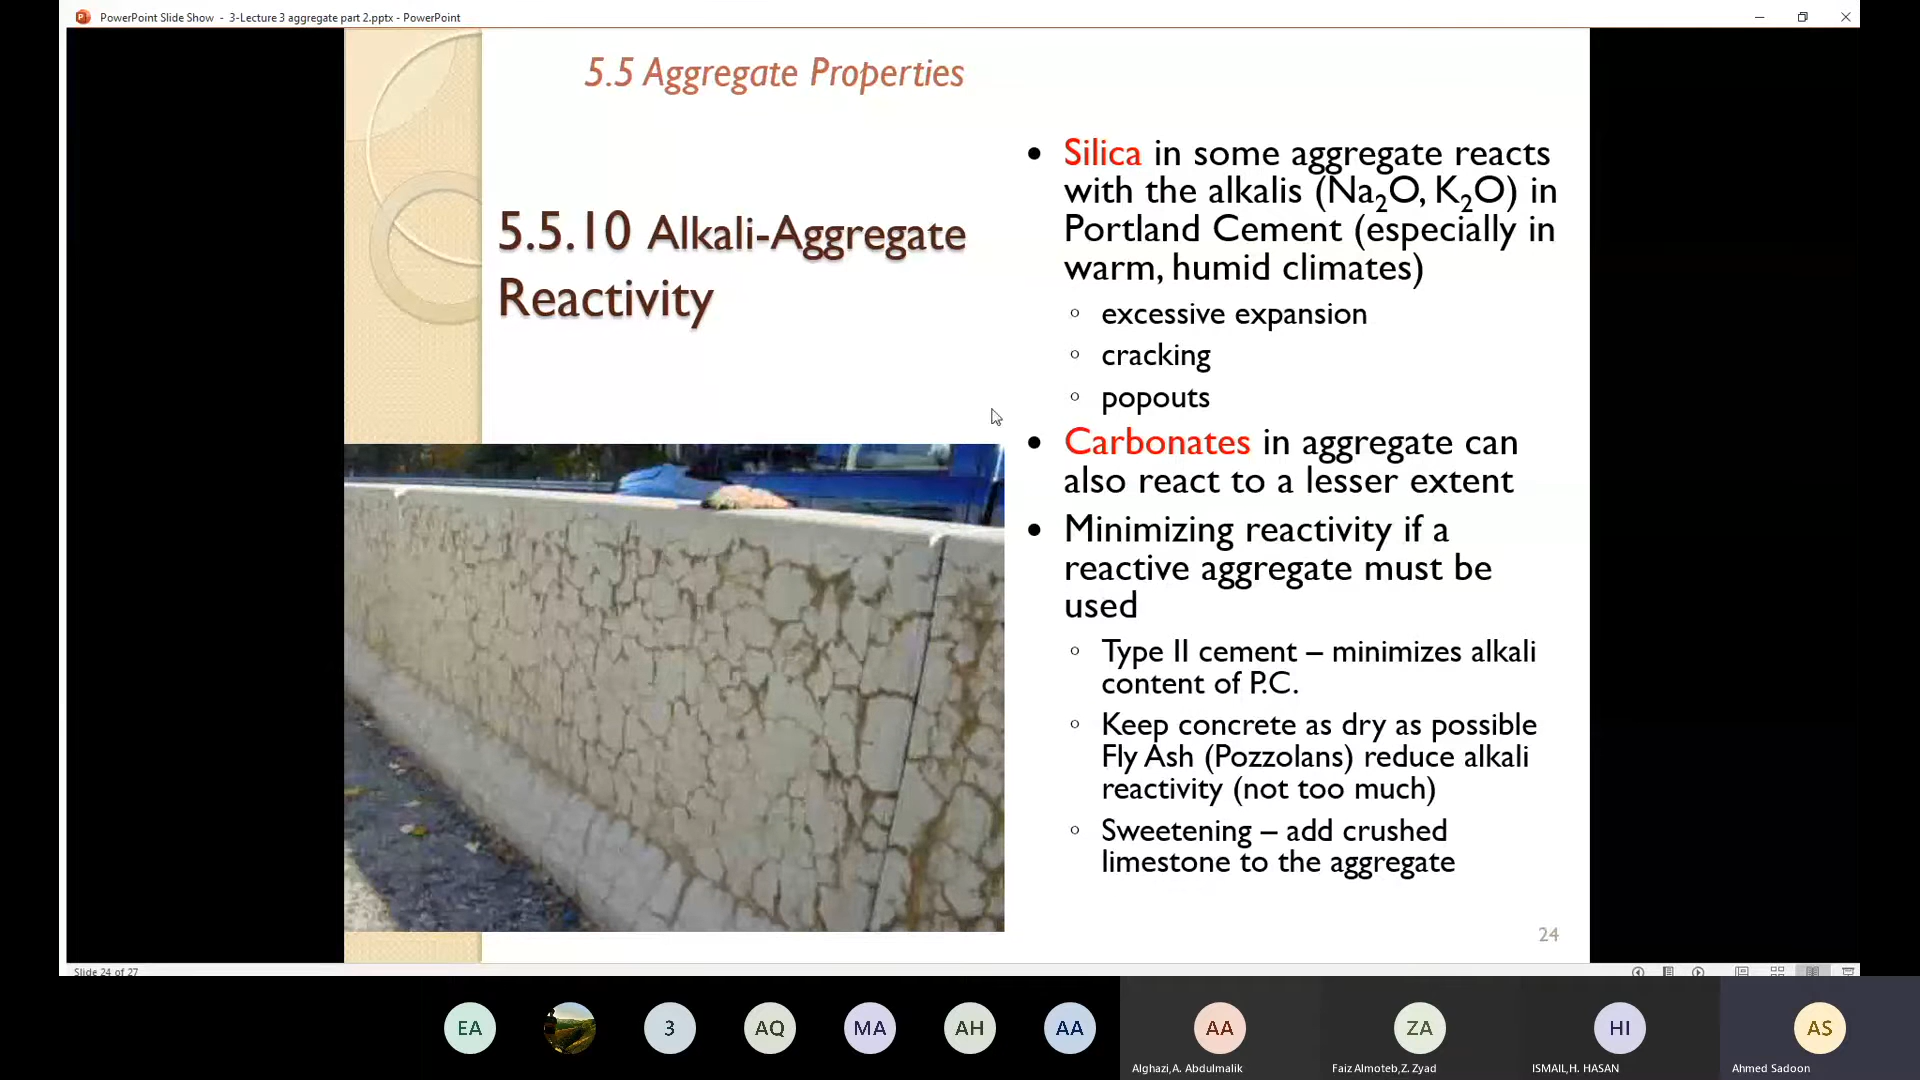 PowerPoint Slide Show - 3-Lecture 3 aggregate part 2.pptx - PowerPoint
5.5 Aggregate Properties
5.5.10 Alkali-Aggregate
Reactivity
• Silica in some aggregate reacts
with the alkalis (Na₂O, K₂O) in
Portland Cement (especially in
warm, humid climates)
◦ excessive expansion
◦ cracking
◦ popouts
• Carbonates in aggregate can
also react to a lesser extent
• Minimizing reactivity if a
reactive aggregate must be
used
◦ Type II cement – minimizes alkali
content of P.C.
◦ Keep concrete as dry as possible
Fly Ash (Pozzolans) reduce alkali
reactivity (not too much)
◦ Sweetening – add crushed
limestone to the aggregate
24
Slide 24 of 27
EA
3
AQ
MA
AH
AA
AA
ZA
HI
AS
Alghazi,A. Abdulmalik
Faiz Almoteb,Z. Zyad
ISMAIL,H. HASAN
Ahmed Sadoon